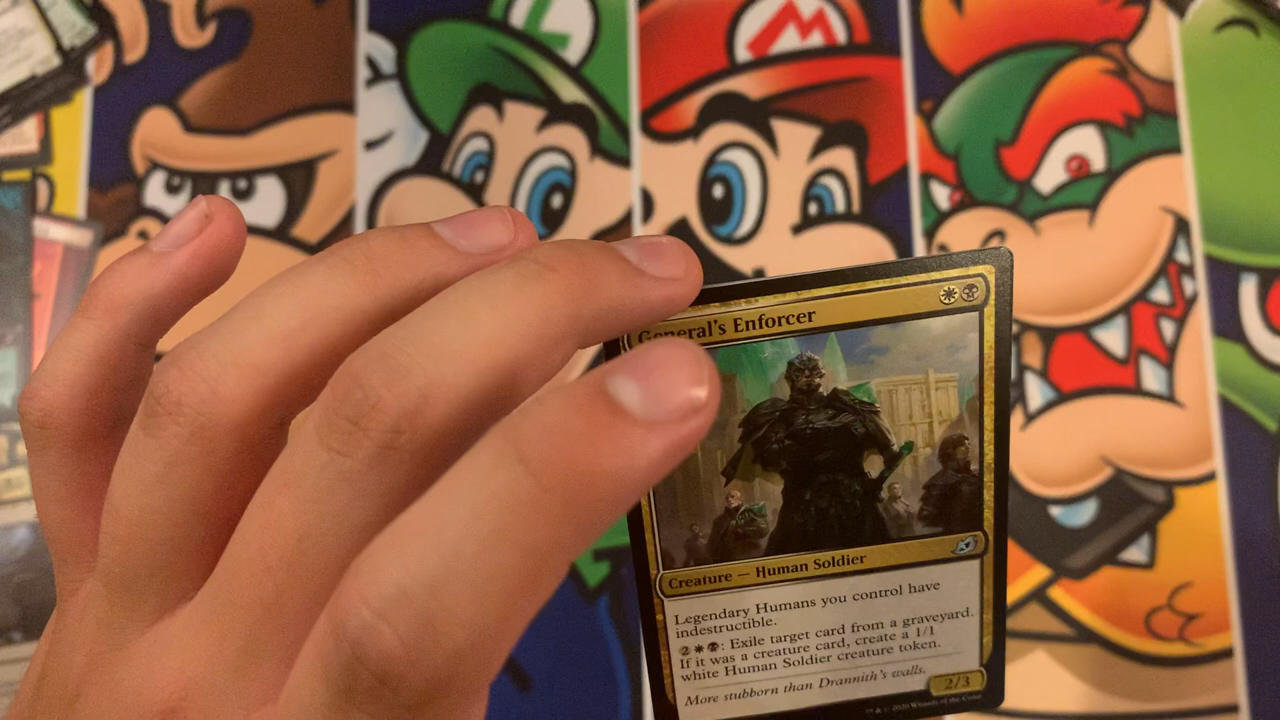 L
M
General's Enforcer
Creature — Human Soldier
Legendary Humans you control have
indestructible.
2: Exile target card from a graveyard.
If it was a creature card, create a 1/1
white Human Soldier creature token.
More stubborn than Drannith's walls.
2/3
™ & © 2020 Wizards of the Coast